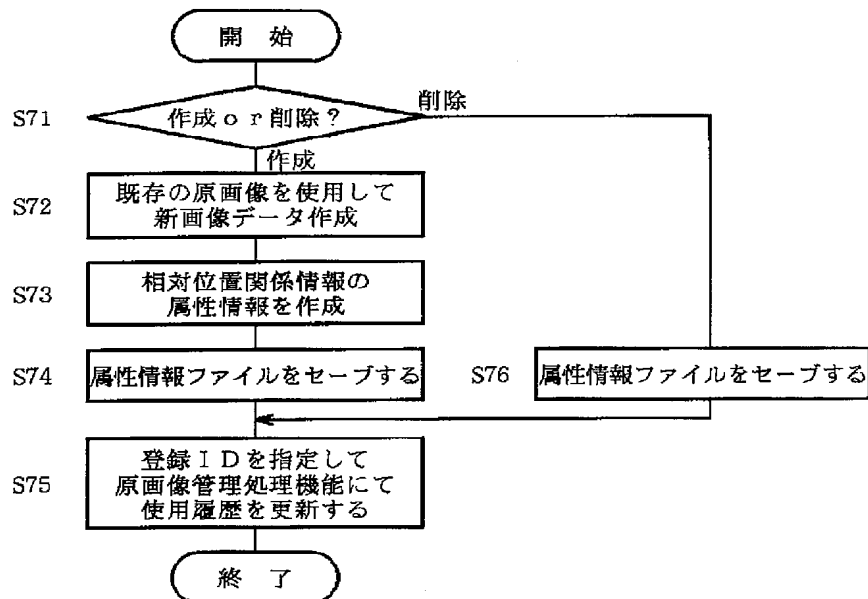 開 始
S71
作成or削除？
削除
作成
S72
既存の原画像を使用して
新画像データ作成
S73
相対位置関係情報の
属性情報を作成
S74
属性情報ファイルをセーブする
S76
属性情報ファイルをセーブする
S75
登録IDを指定して
原画像管理処理機能にて
使用履歴を更新する
終 了